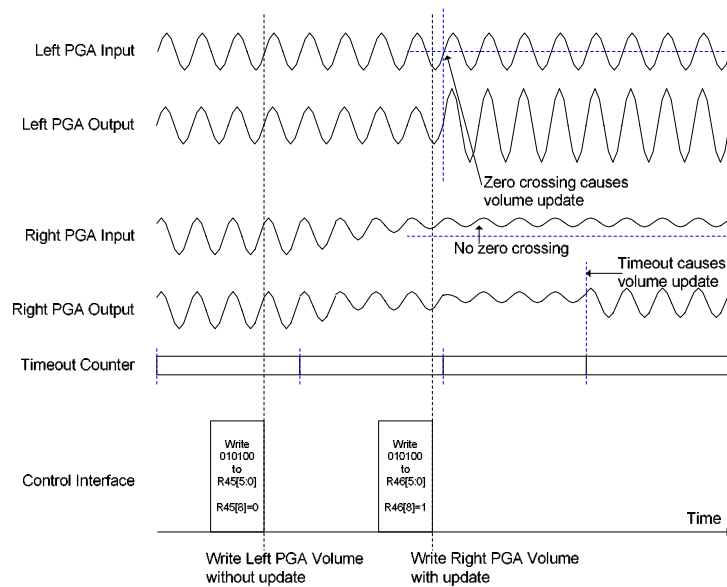 Left PGA Input
Left PGA Output
Zero crossing causes
volume update
Right PGA Input
No zero crossing
Timeout causes
volume update
Right PGA Output
Timeout Counter
Control Interface
Write
010100
to
R45[5:0]
R45[8]=0
Write
010100
to
R46[5:0]
R46[8]=1
Time
Write Left PGA Volume
without update
Write Right PGA Volume
with update